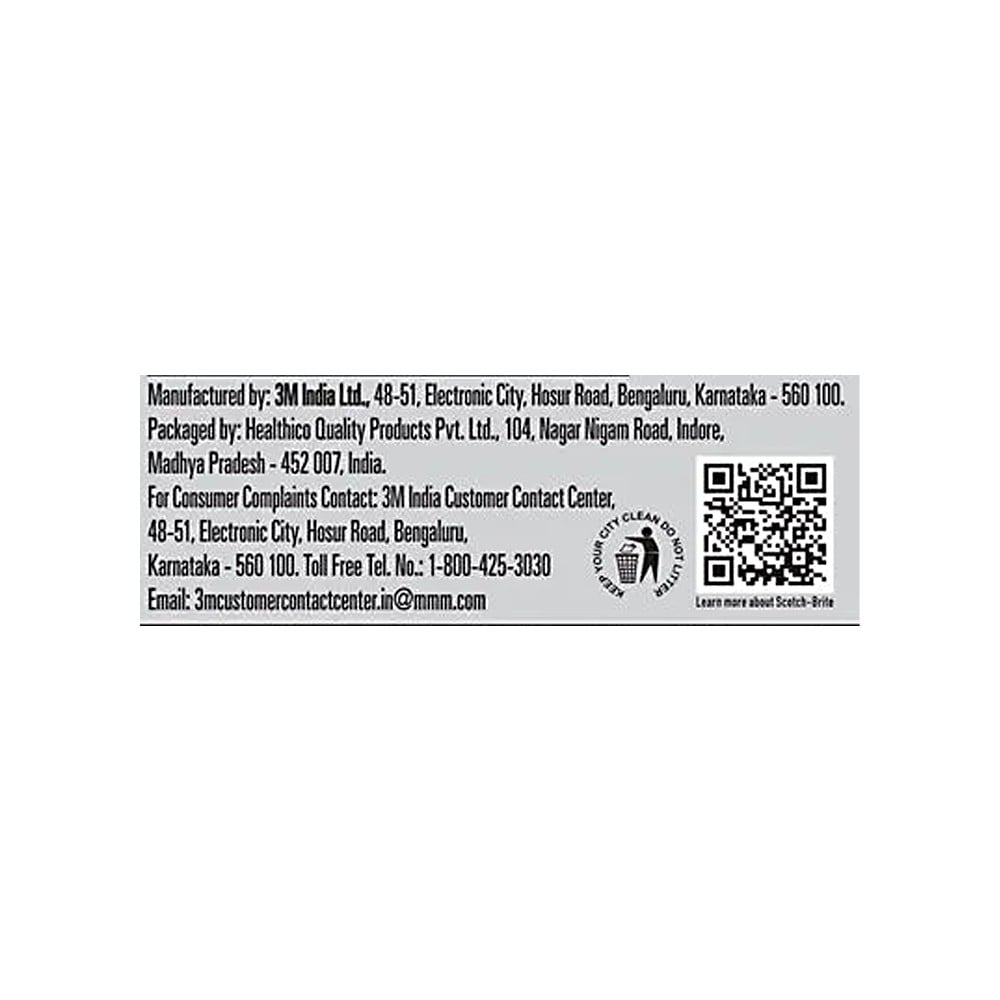 Manufactured by: 3M India Ltd., 48-51, Electronic City, Hosur Road, Bengaluru, Karnataka - 560 100.
Packaged by: Healthico Quality Products Pvt. Ltd., 104, Nagar Nigam Road, Indore,
Madhya Pradesh - 452 007, India.
For Consumer Complaints Contact: 3M India Customer Contact Center,
48-51, Electronic City, Hosur Road, Bengaluru,
Karnataka - 560 100. Toll Free Tel. No.: 1-800-425-3030
Email: 3mcustomercontactcenter.in@mmm.com
KEEP YOUR CITY CLEAN DO NOT LITTER
Learn more about Scotch-Brite